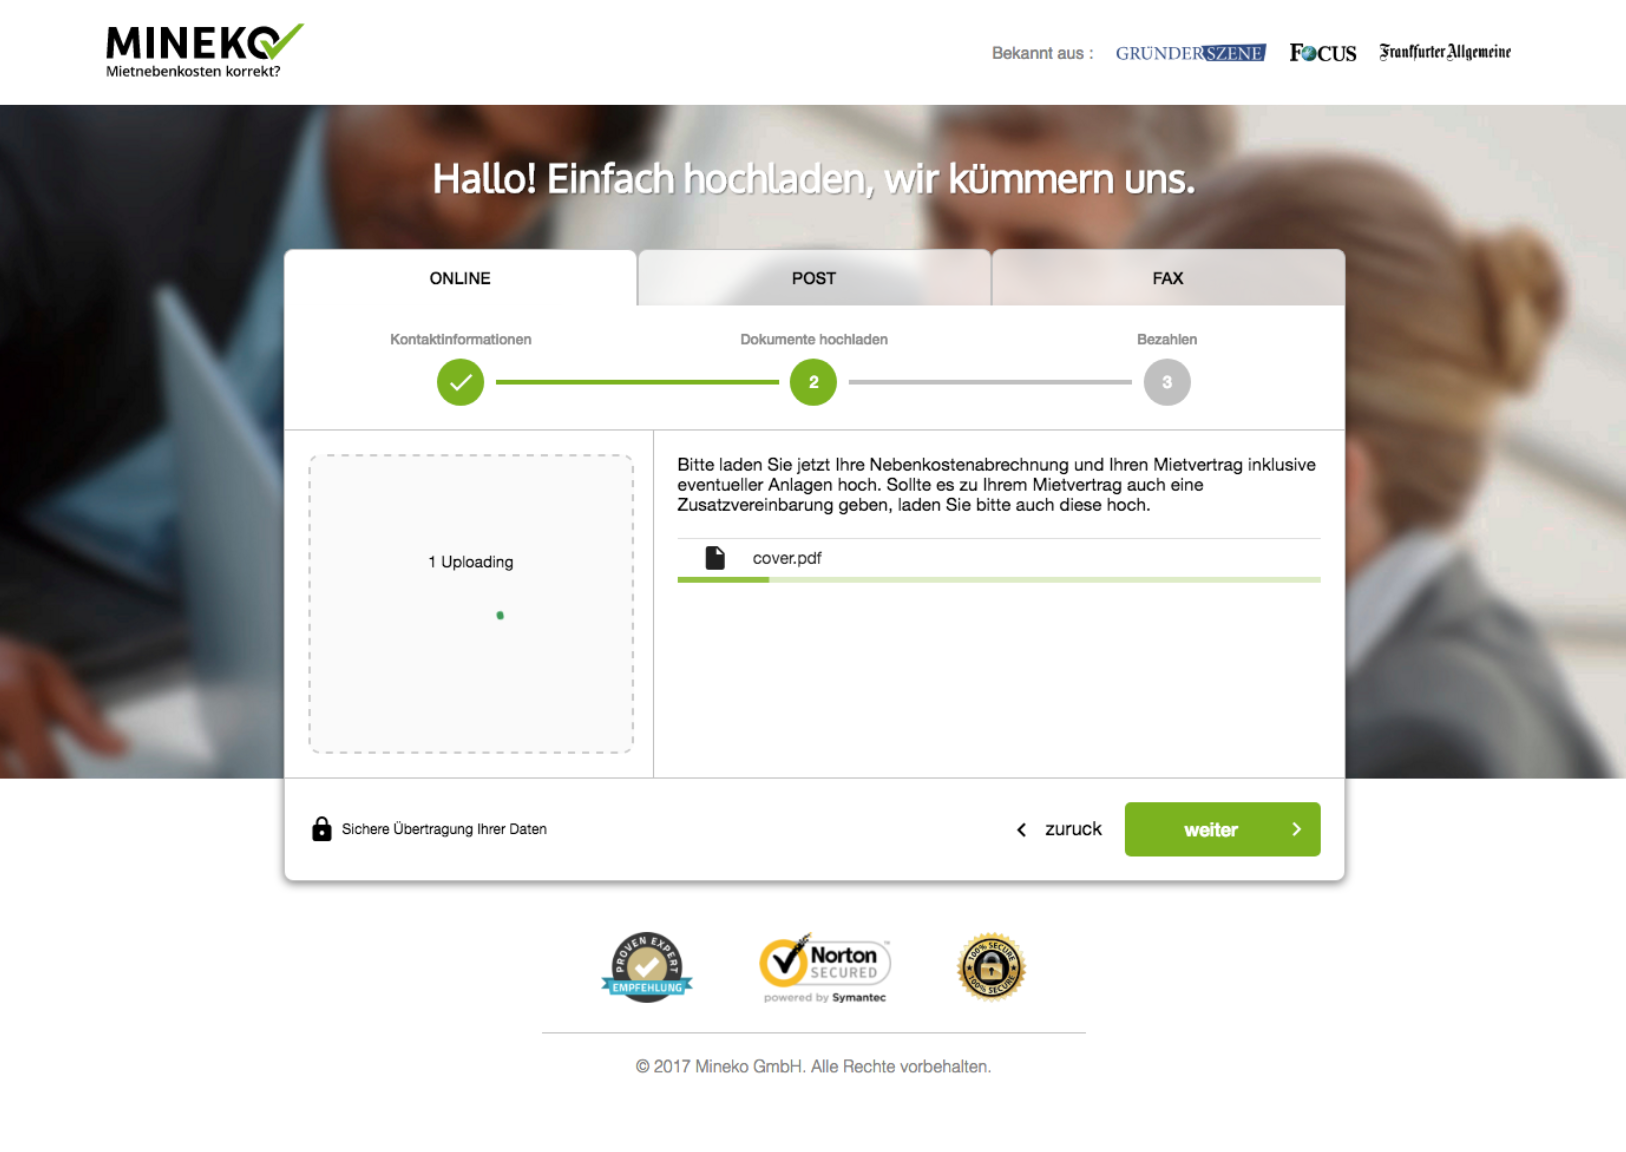 MINEKO
Mietnebenkosten korrekt?
Bekannt aus :
GRÜNDERSZENE
FOCUS
Frankfurter Allgemeine
Hallo! Einfach hochladen, wir kümmern uns.
ONLINE
POST
FAX
Kontaktinformationen
Dokumente hochladen
Bezahlen
2
3
1 Uploading
Bitte laden Sie jetzt Ihre Nebenkostenabrechnung und Ihren Mietvertrag inklusive
eventueller Anlagen hoch. Sollte es zu Ihrem Mietvertrag auch eine
Zusatzvereinbarung geben, laden Sie bitte auch diese hoch.
cover.pdf
Sichere Übertragung Ihrer Daten
zuruck
weiter
PROVEN EXPERT
EMPFEHLUNG
Norton
SECURED
powered by Symantec
100% SECURE
100% SECURE
© 2017 Mineko GmbH. Alle Rechte vorbehalten.